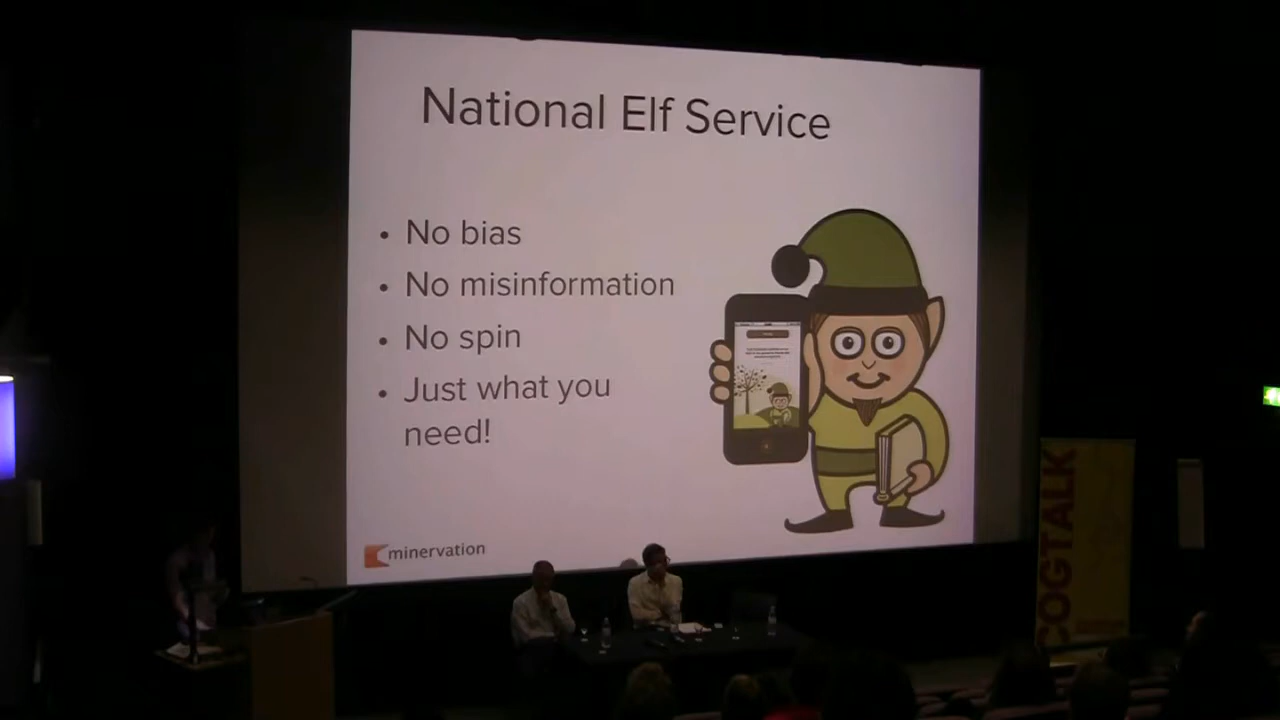 National Elf Service
• No bias
• No misinformation
• No spin
• Just what you
need!
minervation
COGTALK